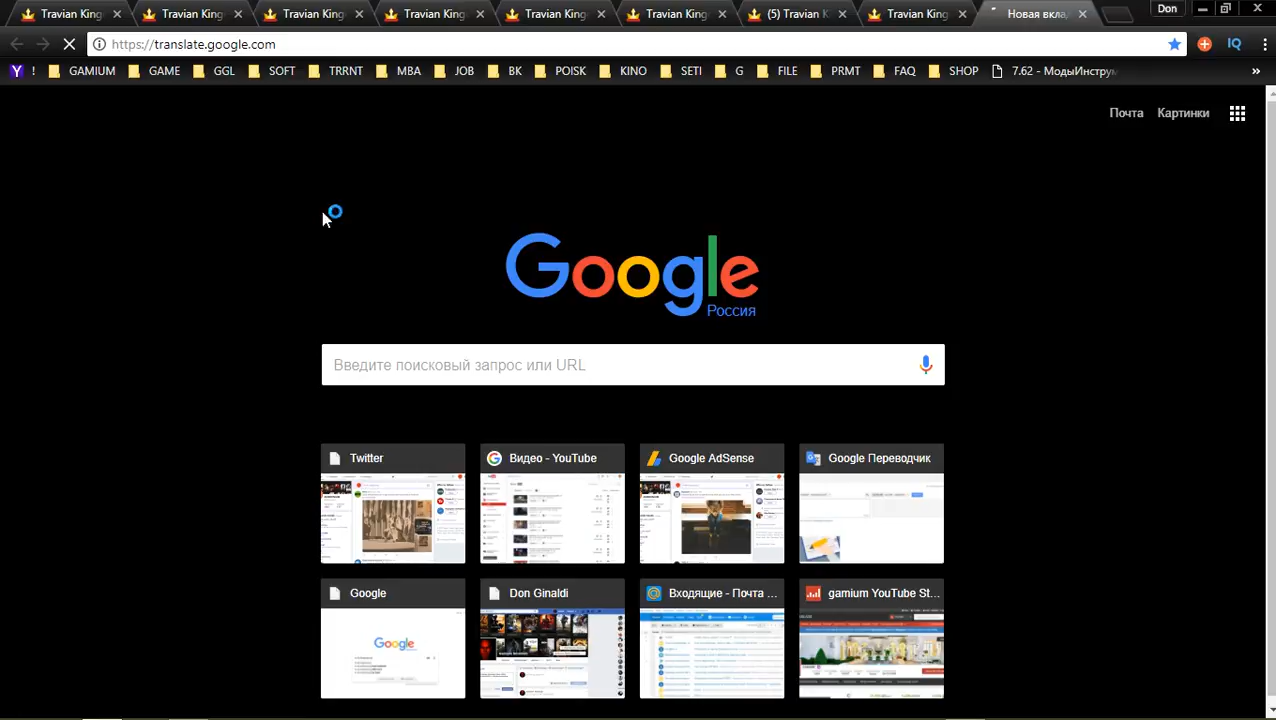 Travian King
Travian King
Travian King
Travian King
Travian King
Travian King
(5) Travian K
Travian King
Новая вкла
Don
https://translate.google.com
Y !
GAMIUM
GAME
GGL
SOFT
TRRNT
MBA
JOB
BK
POISK
KINO
SETI
G
FILE
PRMT
FAQ
SHOP
7.62 - МодыИнструм
»
Почта
Картинки
Google
Россия
Введите поисковый запрос или URL
Twitter
Видео - YouTube
Google AdSense
Google Переводчик
Google
Don Ginaldi
Входящие - Почта ...
gamium YouTube St...
Google